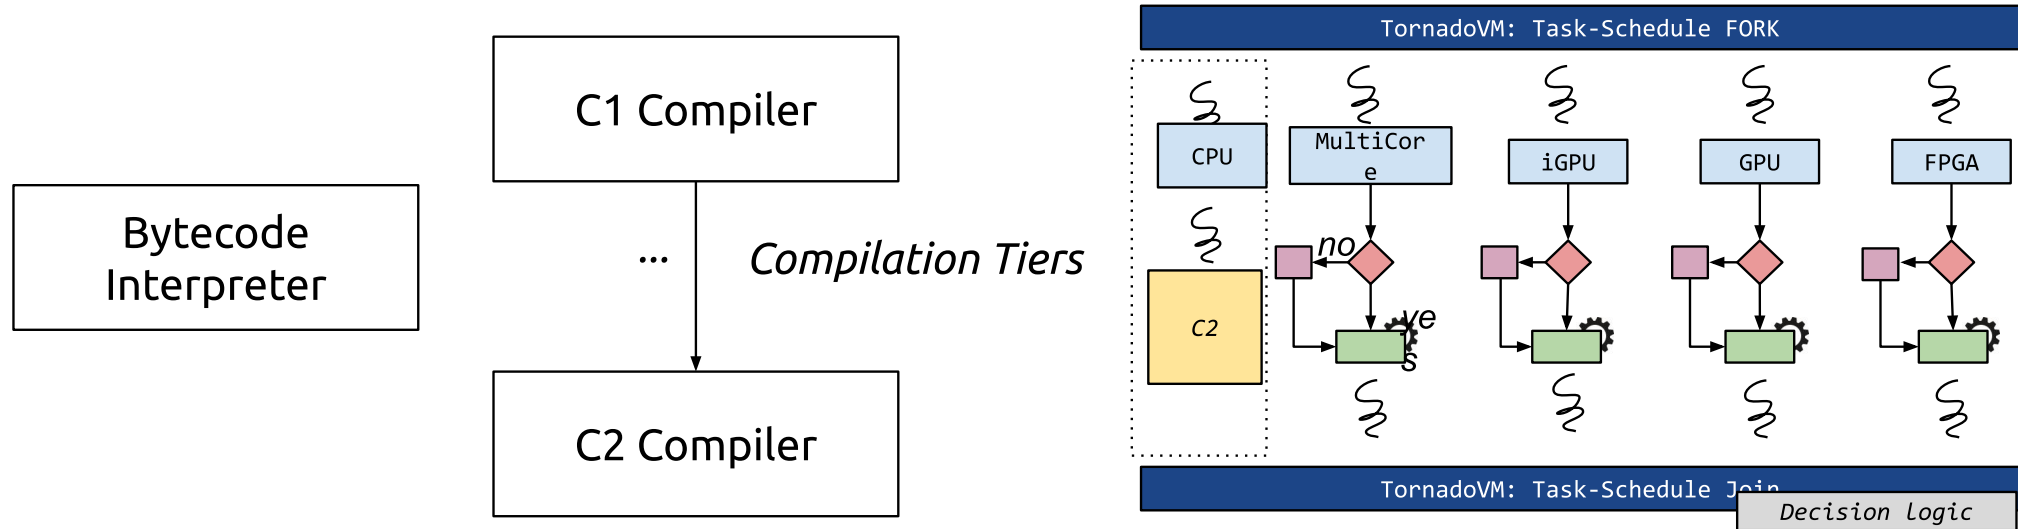 Bytecode
Interpreter
C1 Compiler
...
Compilation Tiers
C2 Compiler
TornadoVM: Task-Schedule FORK
CPU
MultiCor
e
iGPU
GPU
FPGA
no
C2
ye
s
TornadoVM: Task-Schedule Join
Decision logic